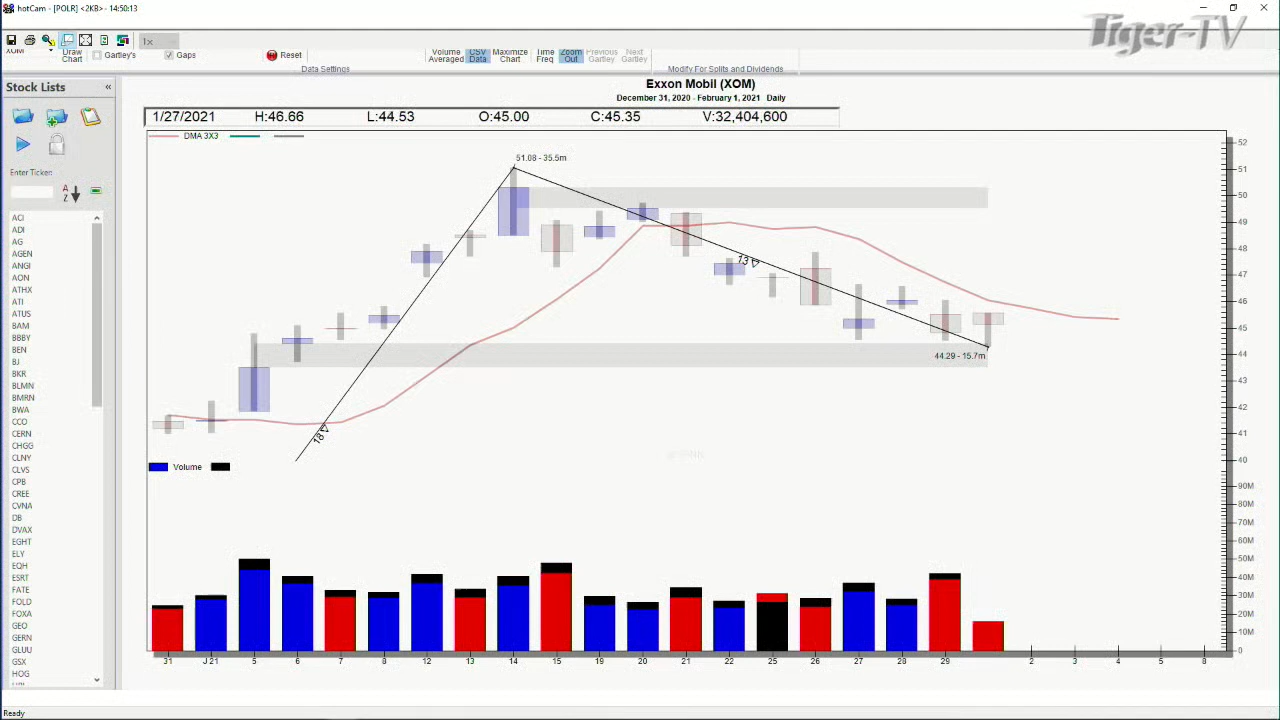 hotCam - [POLR] <2KB> - 14:50:13
Tiger-TV
1x
XOM
Draw Chart
Gartley's
Gaps
Reset
Data Settings
Volume Averaged
CSV Data
Maximize Chart
Time Freq
Zoom Out
Previous Gartley
Next Gartley
Modify For Splits and Dividends
Stock Lists «
Enter Ticker:
A Z
ACI
ADI
AG
AGEN
ANGI
AON
ATHX
ATI
ATUS
BAM
BBBY
BEN
BJ
BKR
BLMN
BMRN
BWA
CCO
CERN
CHGG
CLNY
CLVS
CPB
CREE
CVNA
DB
DVAX
EGHT
ELY
EQH
ESRT
FATE
FOLD
FOXA
GEO
GERN
GLUU
GSX
HOG
Exxon Mobil (XOM)
December 31, 2020 - February 1, 2021 Daily
1/27/2021 H:46.66 L:44.53 O:45.00 C:45.35 V:32,404,600
DMA 3X3
51.08 - 35.5m
73
18
44.29 - 15.7m
52
51
50
49
48
47
46
45
44
43
42
41
40
Volume
90M
80M
70M
60M
50M
40M
30M
20M
10M
0
31 J 21 5 6 7 8 12 13 14 15 19 20 21 22 25 26 27 28 29 2 3 4 5 8
Ready